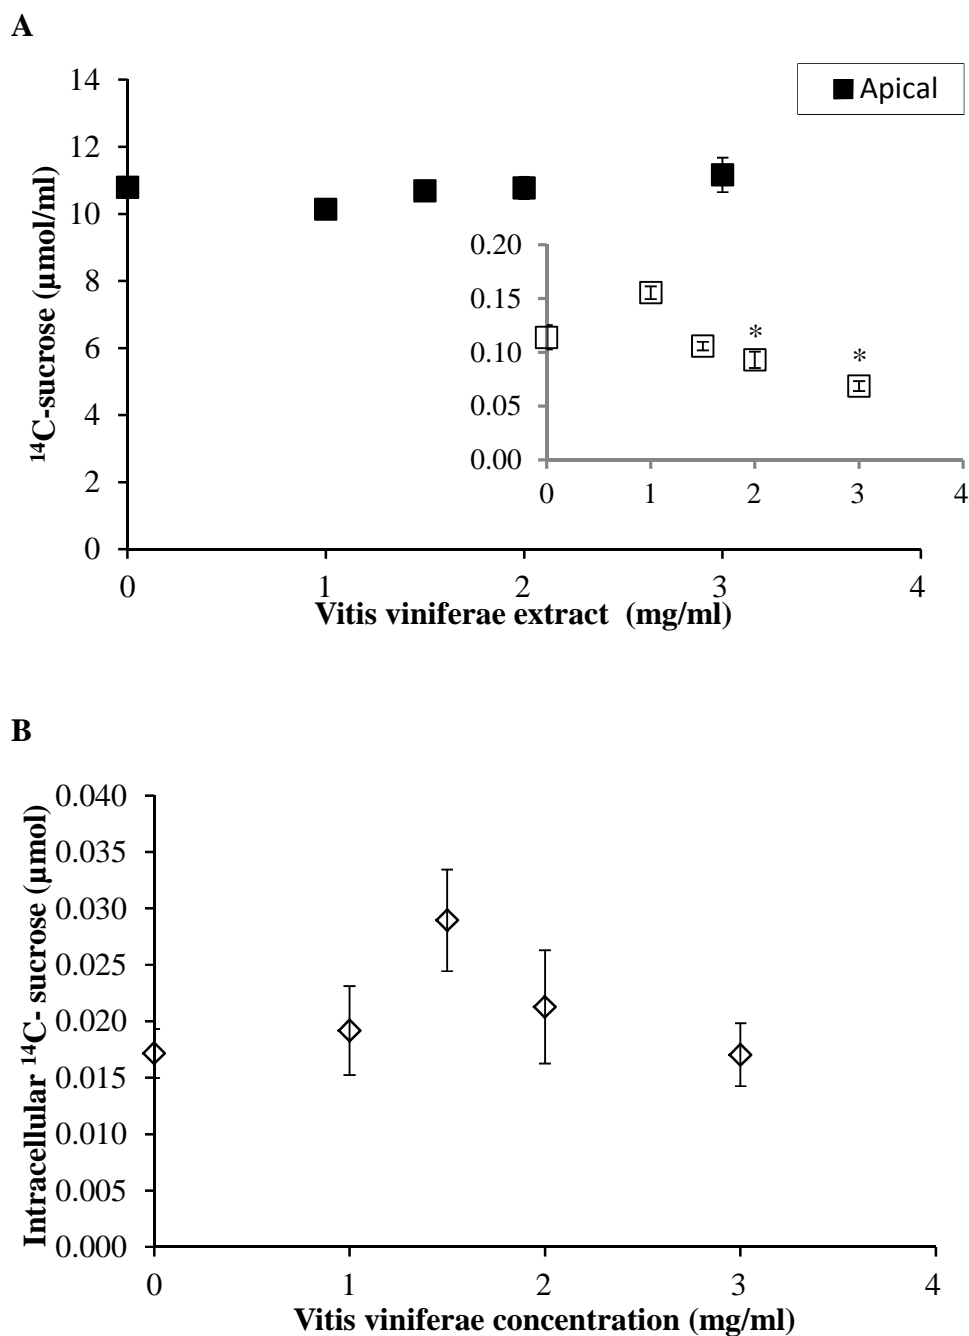 A
14
12
10
8
6
4
2
0
¹⁴C-sucrose (µmol/ml)
Apical
0.20
0.15
0.10
0.05
0.00
*
*
0 1 2 3 4
0 1 2 3 4
Vitis viniferae extract (mg/ml)
B
0.040
0.035
0.030
0.025
0.020
0.015
0.010
0.005
0.000
Intracellular ¹⁴C- sucrose (µmol)
0 1 2 3 4
Vitis viniferae concentration (mg/ml)